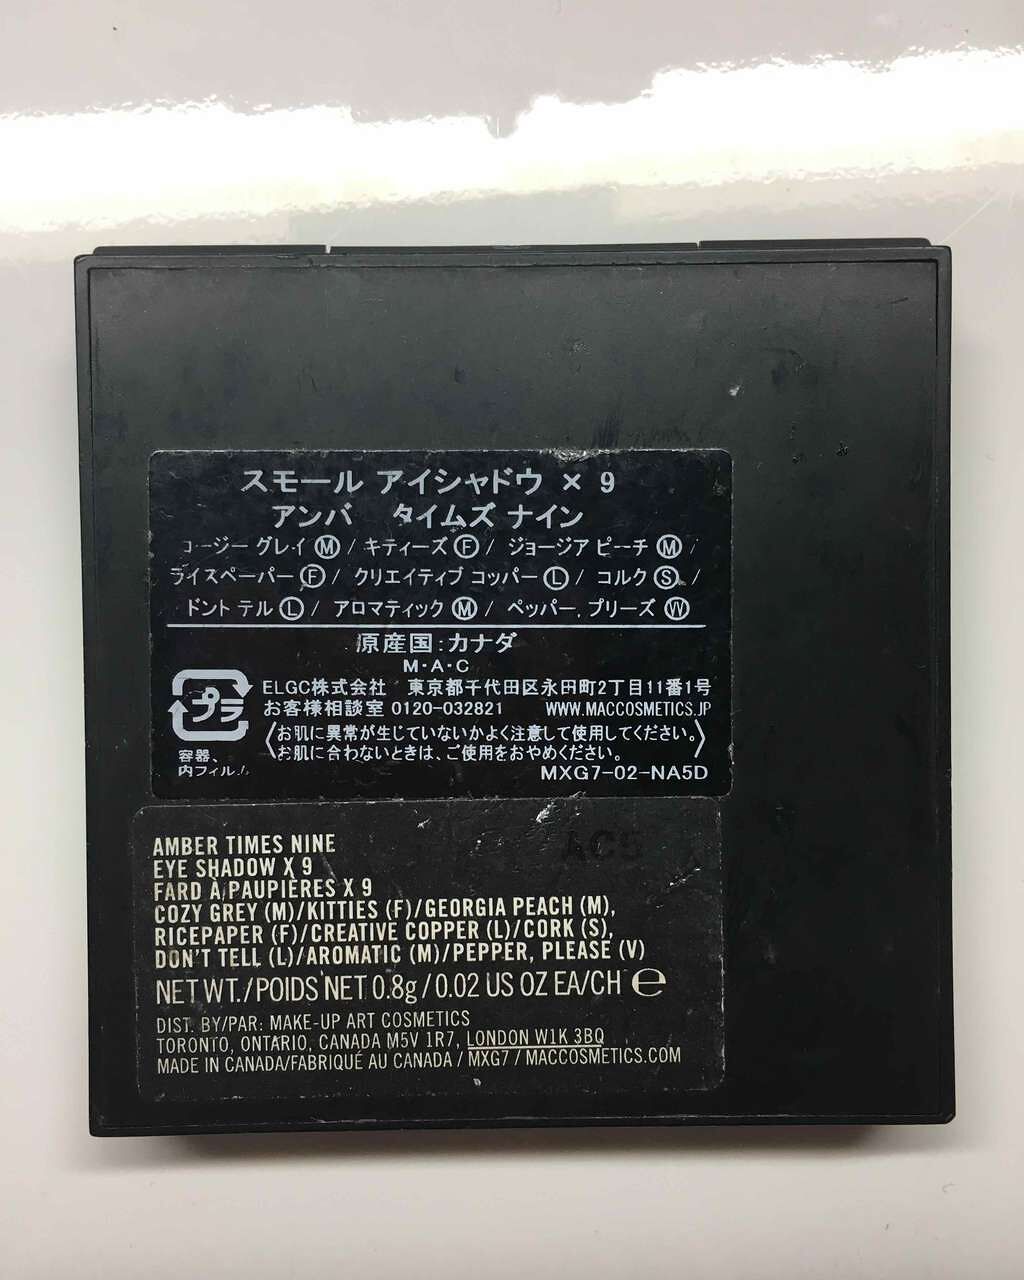 スモール アイシャドウ × 9
アンバ タイムズ ナイン
コージー グレイ Ⓜ / キティーズ Ⓕ / ジョージア ピーチ Ⓜ /
ライスペーパー Ⓕ / クリエイティブ コッパー Ⓛ / コルク Ⓢ /
ドント テル Ⓛ / アロマティック Ⓜ / ペッパー, プリーズ Ⓥ
原産国:カナダ
M・A・C
ELGC株式会社 東京都千代田区永田町2丁目11番1号
お客様相談室 0120-032821 WWW.MACCOSMETICS.JP
〈お肌に異常が生じていないかよく注意して使用してください。
お肌に合わないときは、ご使用をおやめください。〉
プラ
容器、
内フィルム
MXG7-02-NA5D
AC5
AMBER TIMES NINE
EYE SHADOW X 9
FARD À PAUPIÈRES X 9
COZY GREY (M)/KITTIES (F)/GEORGIA PEACH (M),
RICEPAPER (F)/CREATIVE COPPER (L)/CORK (S),
DON'T TELL (L)/AROMATIC (M)/PEPPER, PLEASE (V)
NET WT./POIDS NET 0.8g/0.02 US OZ EA/CH ℮
DIST. BY/PAR: MAKE-UP ART COSMETICS
TORONTO, ONTARIO, CANADA M5V 1R7, LONDON W1K 3BQ
MADE IN CANADA/FABRIQUÉ AU CANADA / MXG7 / MACCOSMETICS.COM